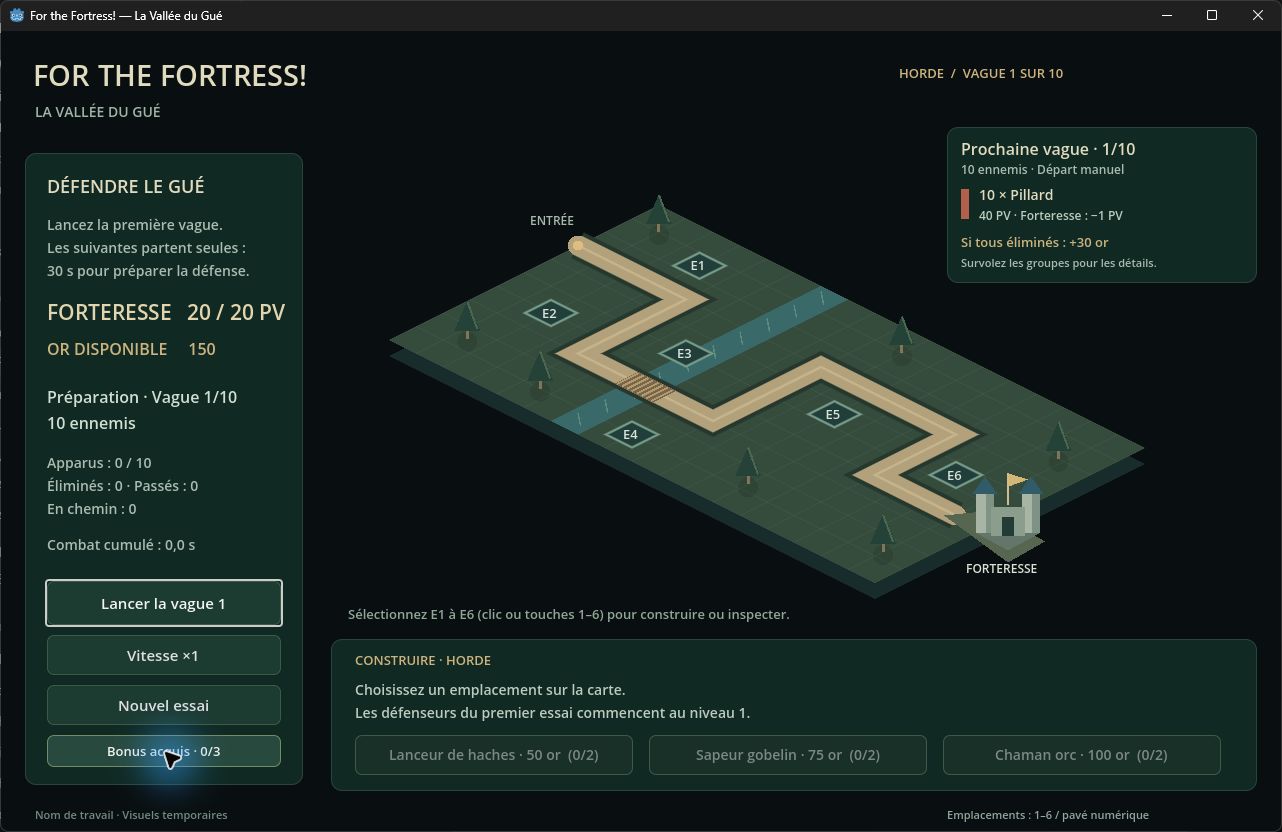 For the Fortress! — La Vallée du Gué
FOR THE FORTRESS!
LA VALLÉE DU GUÉ
HORDE / VAGUE 1 SUR 10
DÉFENDRE LE GUÉ
Lancez la première vague.
Les suivantes partent seules :
30 s pour préparer la défense.
FORTERESSE 20 / 20 PV
OR DISPONIBLE 150
Préparation · Vague 1/10
10 ennemis
Apparus : 0 / 10
Éliminés : 0 · Passés : 0
En chemin : 0
Combat cumulé : 0,0 s
Lancer la vague 1
Vitesse ×1
Nouvel essai
Bonus acquis · 0/3
Prochaine vague · 1/10
10 ennemis · Départ manuel
10 × Pillard
40 PV · Forteresse : −1 PV
Si tous éliminés : +30 or
Survolez les groupes pour les détails.
ENTRÉE
E1
E2
E3
E4
E5
E6
FORTERESSE
Sélectionnez E1 à E6 (clic ou touches 1–6) pour construire ou inspecter.
CONSTRUIRE · HORDE
Choisissez un emplacement sur la carte.
Les défenseurs du premier essai commencent au niveau 1.
Lanceur de haches · 50 or (0/2)
Sapeur gobelin · 75 or (0/2)
Chaman orc · 100 or (0/2)
Nom de travail · Visuels temporaires
Emplacements : 1–6 / pavé numérique